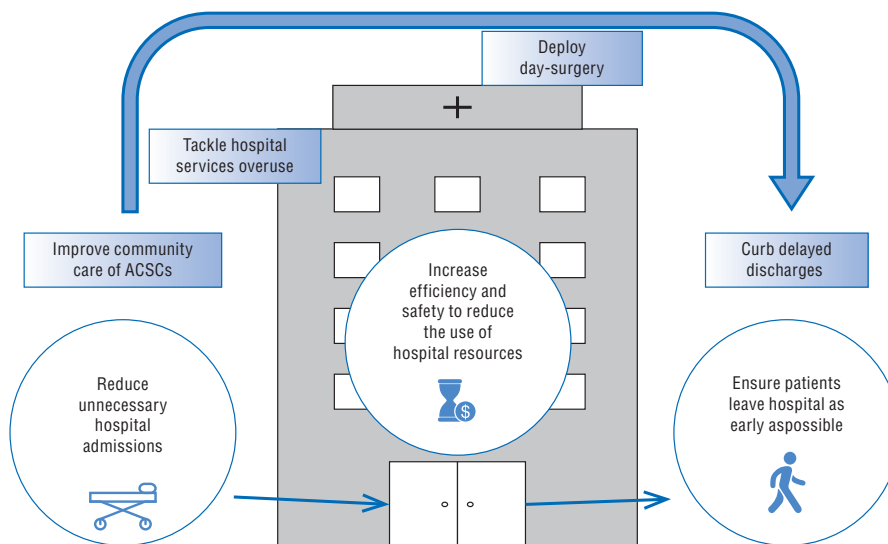 Deploy
day-surgery
Tackle hospital
services overuse
Improve community
care of ACSCs
Curb delayed
discharges
Increase
efficiency and
safety to reduce
the use of
hospital resources
$
Reduce
unnecessary
hospital
admissions
Ensure patients
leave hospital as
early aspossible